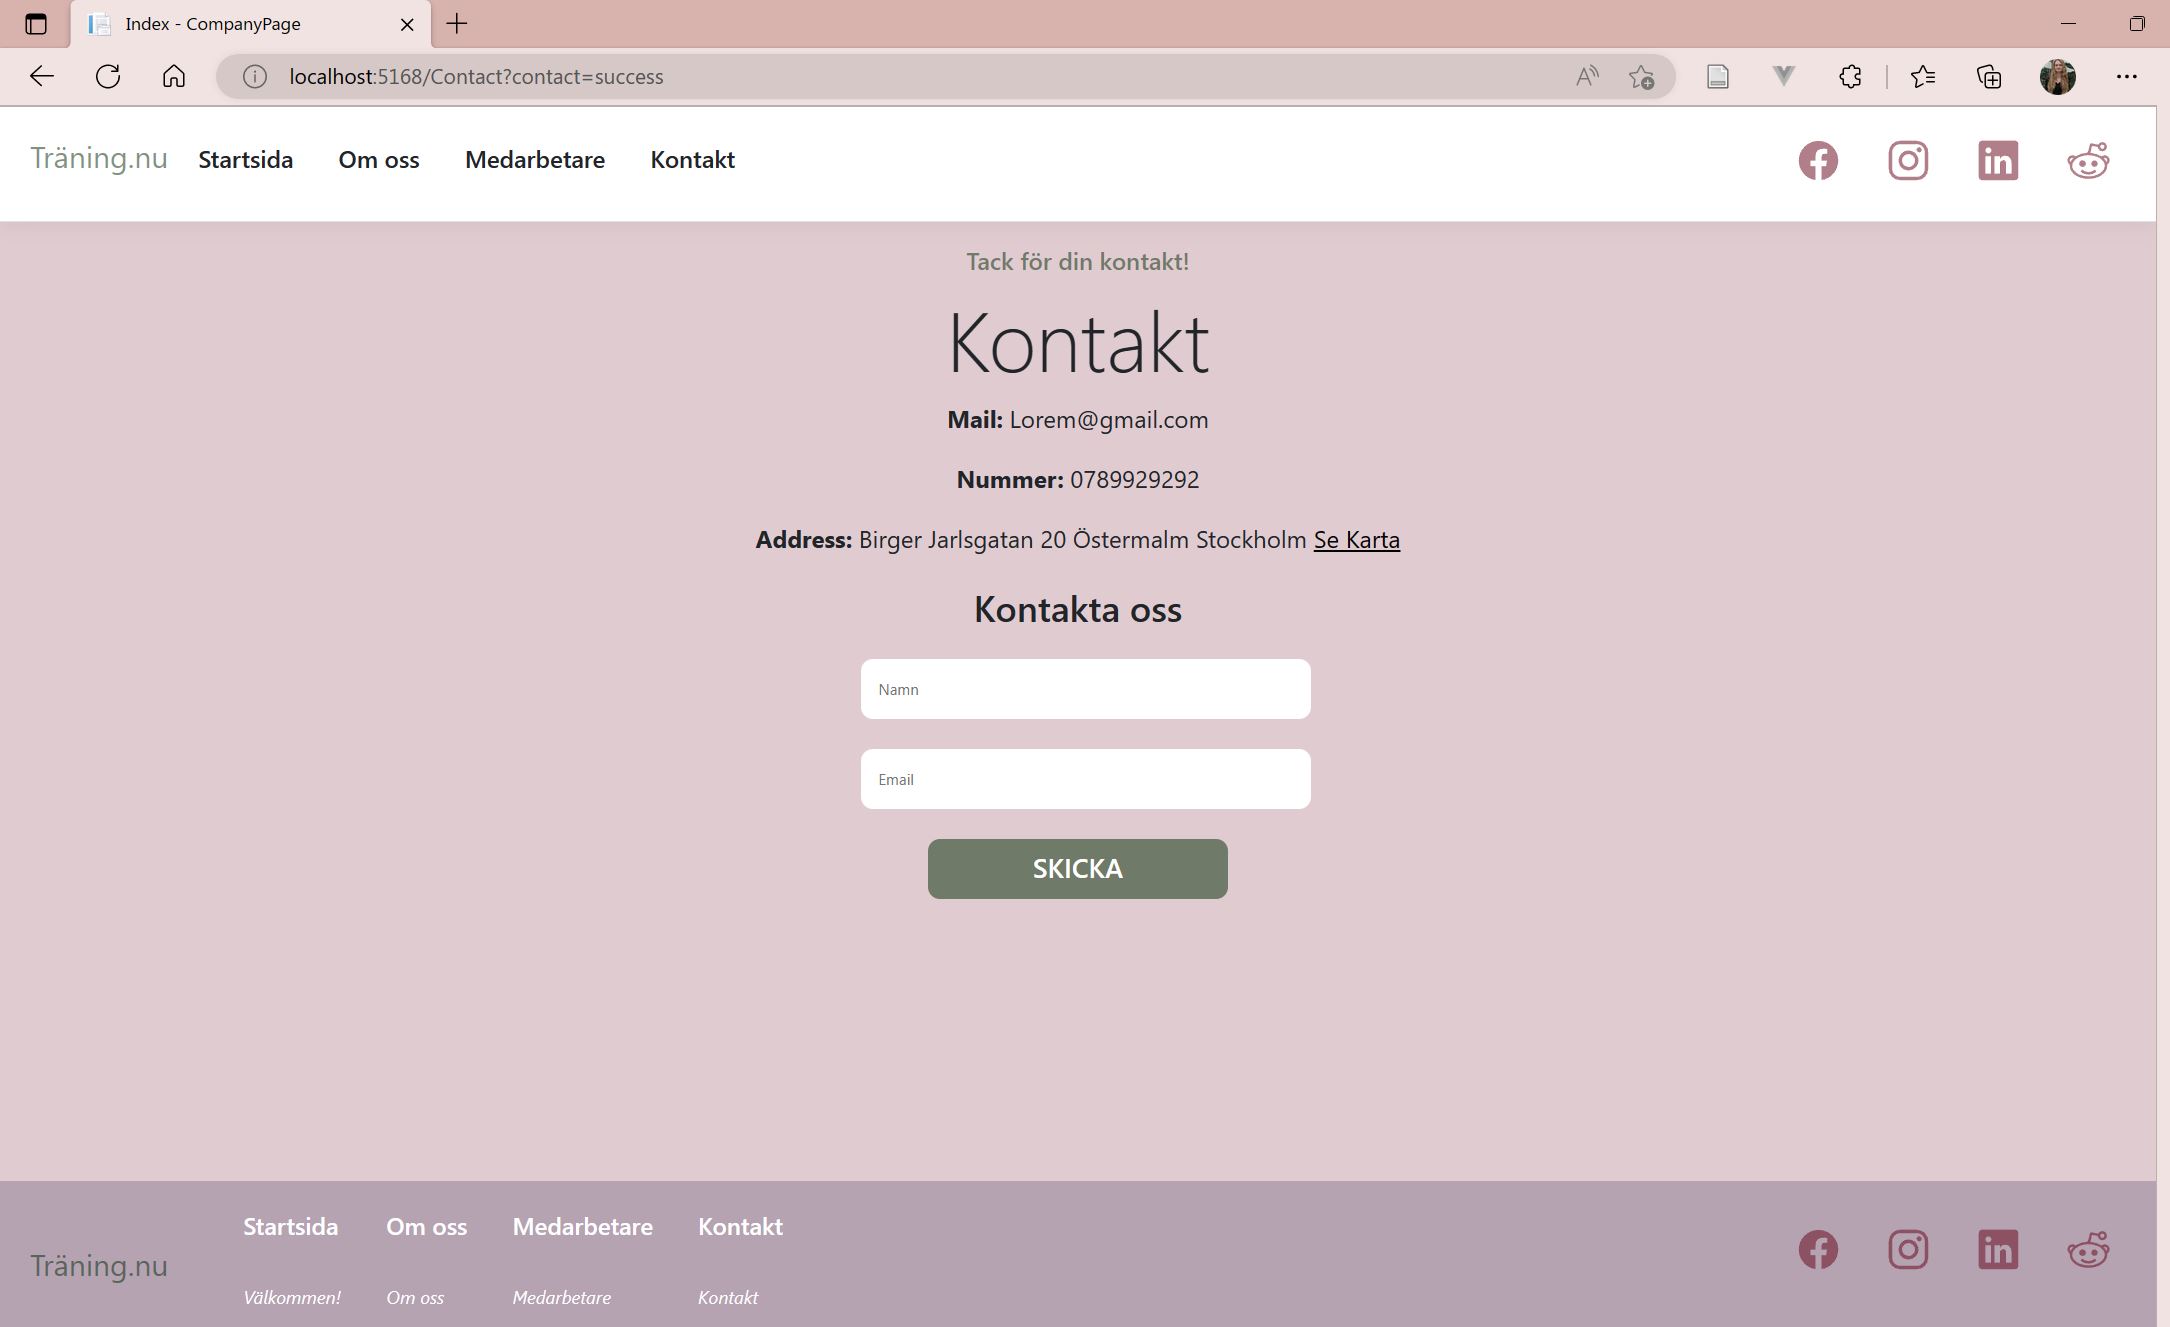 Index - CompanyPage
localhost:5168/Contact?contact=success
Träning.nu Startsida Om oss Medarbetare Kontakt
Tack för din kontakt!
Kontakt
Mail: Lorem@gmail.com
Nummer: 0789929292
Address: Birger Jarlsgatan 20 Östermalm Stockholm Se Karta
Kontakta oss
Namn
Email
SKICKA
Träning.nu
Startsida Om oss Medarbetare Kontakt
Välkommen! Om oss Medarbetare Kontakt